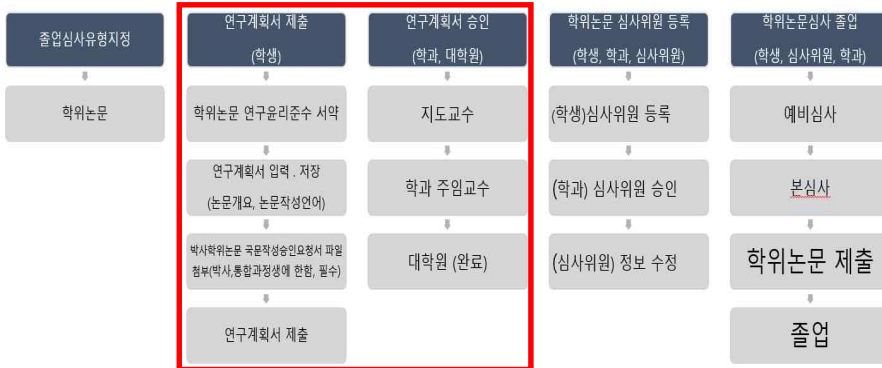 졸업심사유형지정
학위논문
연구계획서 제출
(학생)
학위논문 연구윤리준수 서약
연구계획서 입력 . 저장
(논문개요, 논문작성언어)
박사학위논문 국문작성승인요청서 파일
첨부(박사,통합과정생에 한함, 필수)
연구계획서 제출
연구계획서 승인
(학과, 대학원)
지도교수
학과 주임교수
대학원 (완료)
학위논문 심사위원 등록
(학생, 학과, 심사위원)
(학생)심사위원 등록
(학과) 심사위원 승인
(심사위원) 정보 수정
학위논문심사 졸업
(학생, 심사위원, 학과)
예비심사
본심사
학위논문 제출
졸업